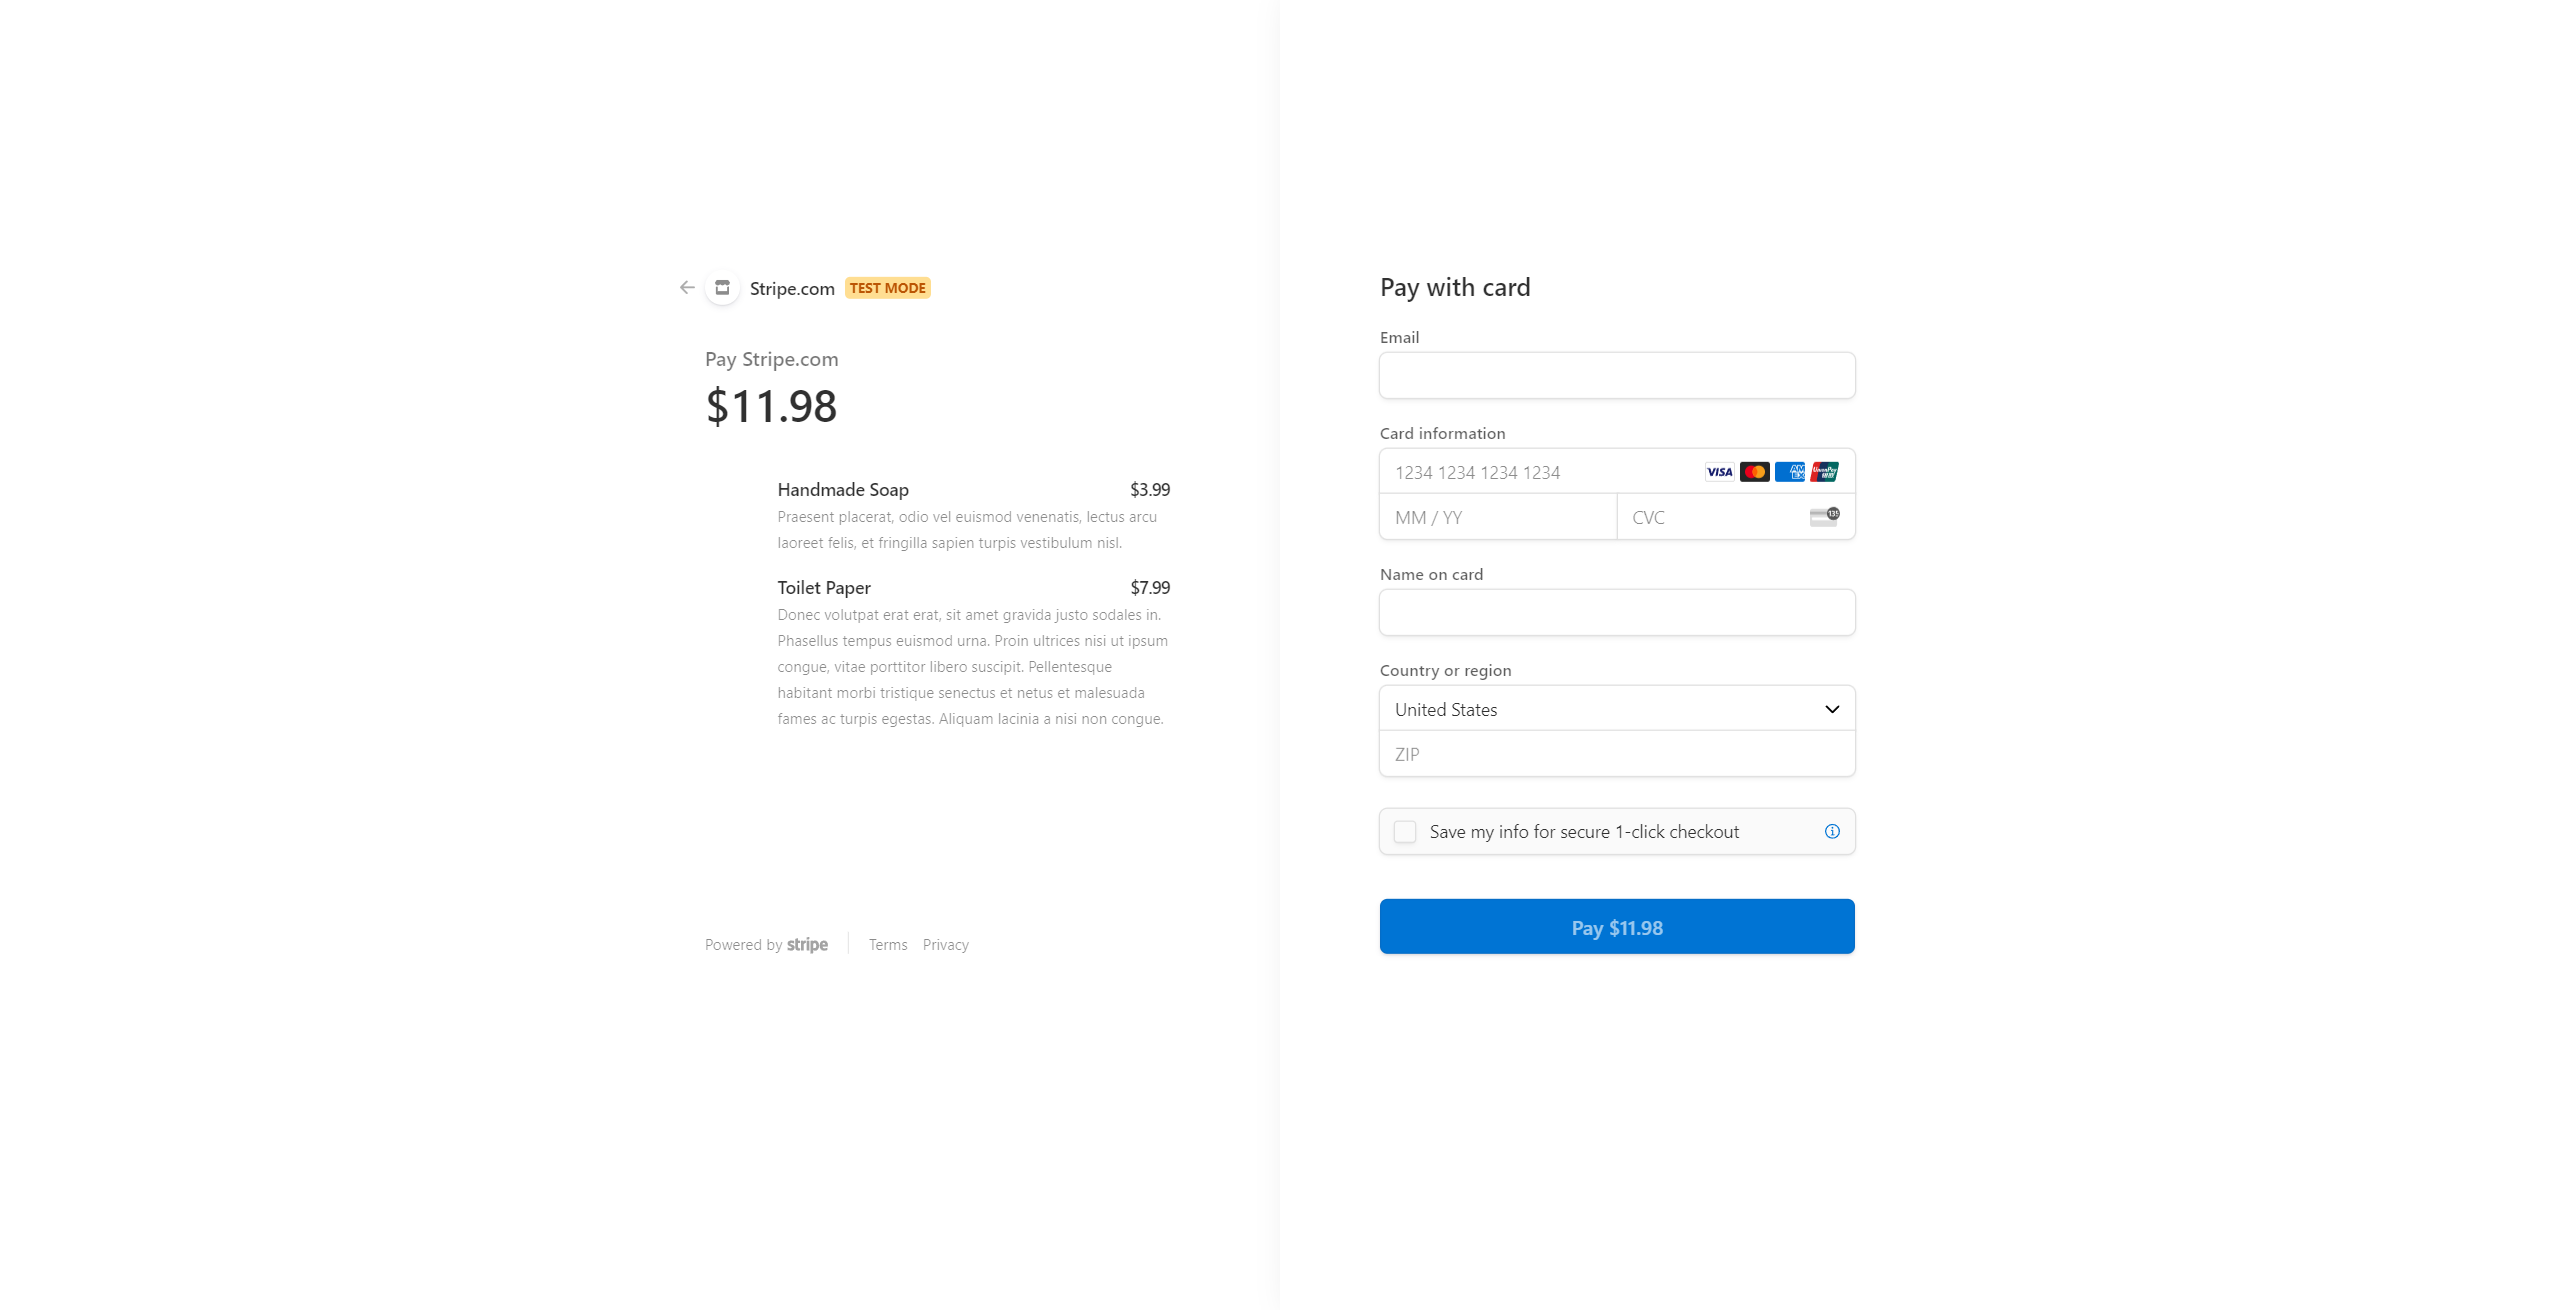 Stripe.com TEST MODE
Pay Stripe.com
$11.98
Handmade Soap $3.99
Praesent placerat, odio vel euismod venenatis, lectus arcu
laoreet felis, et fringilla sapien turpis vestibulum nisl.
Toilet Paper $7.99
Donec volutpat erat erat, sit amet gravida justo sodales in.
Phasellus tempus euismod urna. Proin ultrices nisi ut ipsum
congue, vitae porttitor libero suscipit. Pellentesque
habitant morbi tristique senectus et netus et malesuada
fames ac turpis egestas. Aliquam lacinia a nisi non congue.
Powered by stripe Terms Privacy
Pay with card
Email
Card information
1234 1234 1234 1234 VISA AMEX UnionPay
MM / YY CVC 135
Name on card
Country or region
United States
ZIP
Save my info for secure 1-click checkout
Pay $11.98